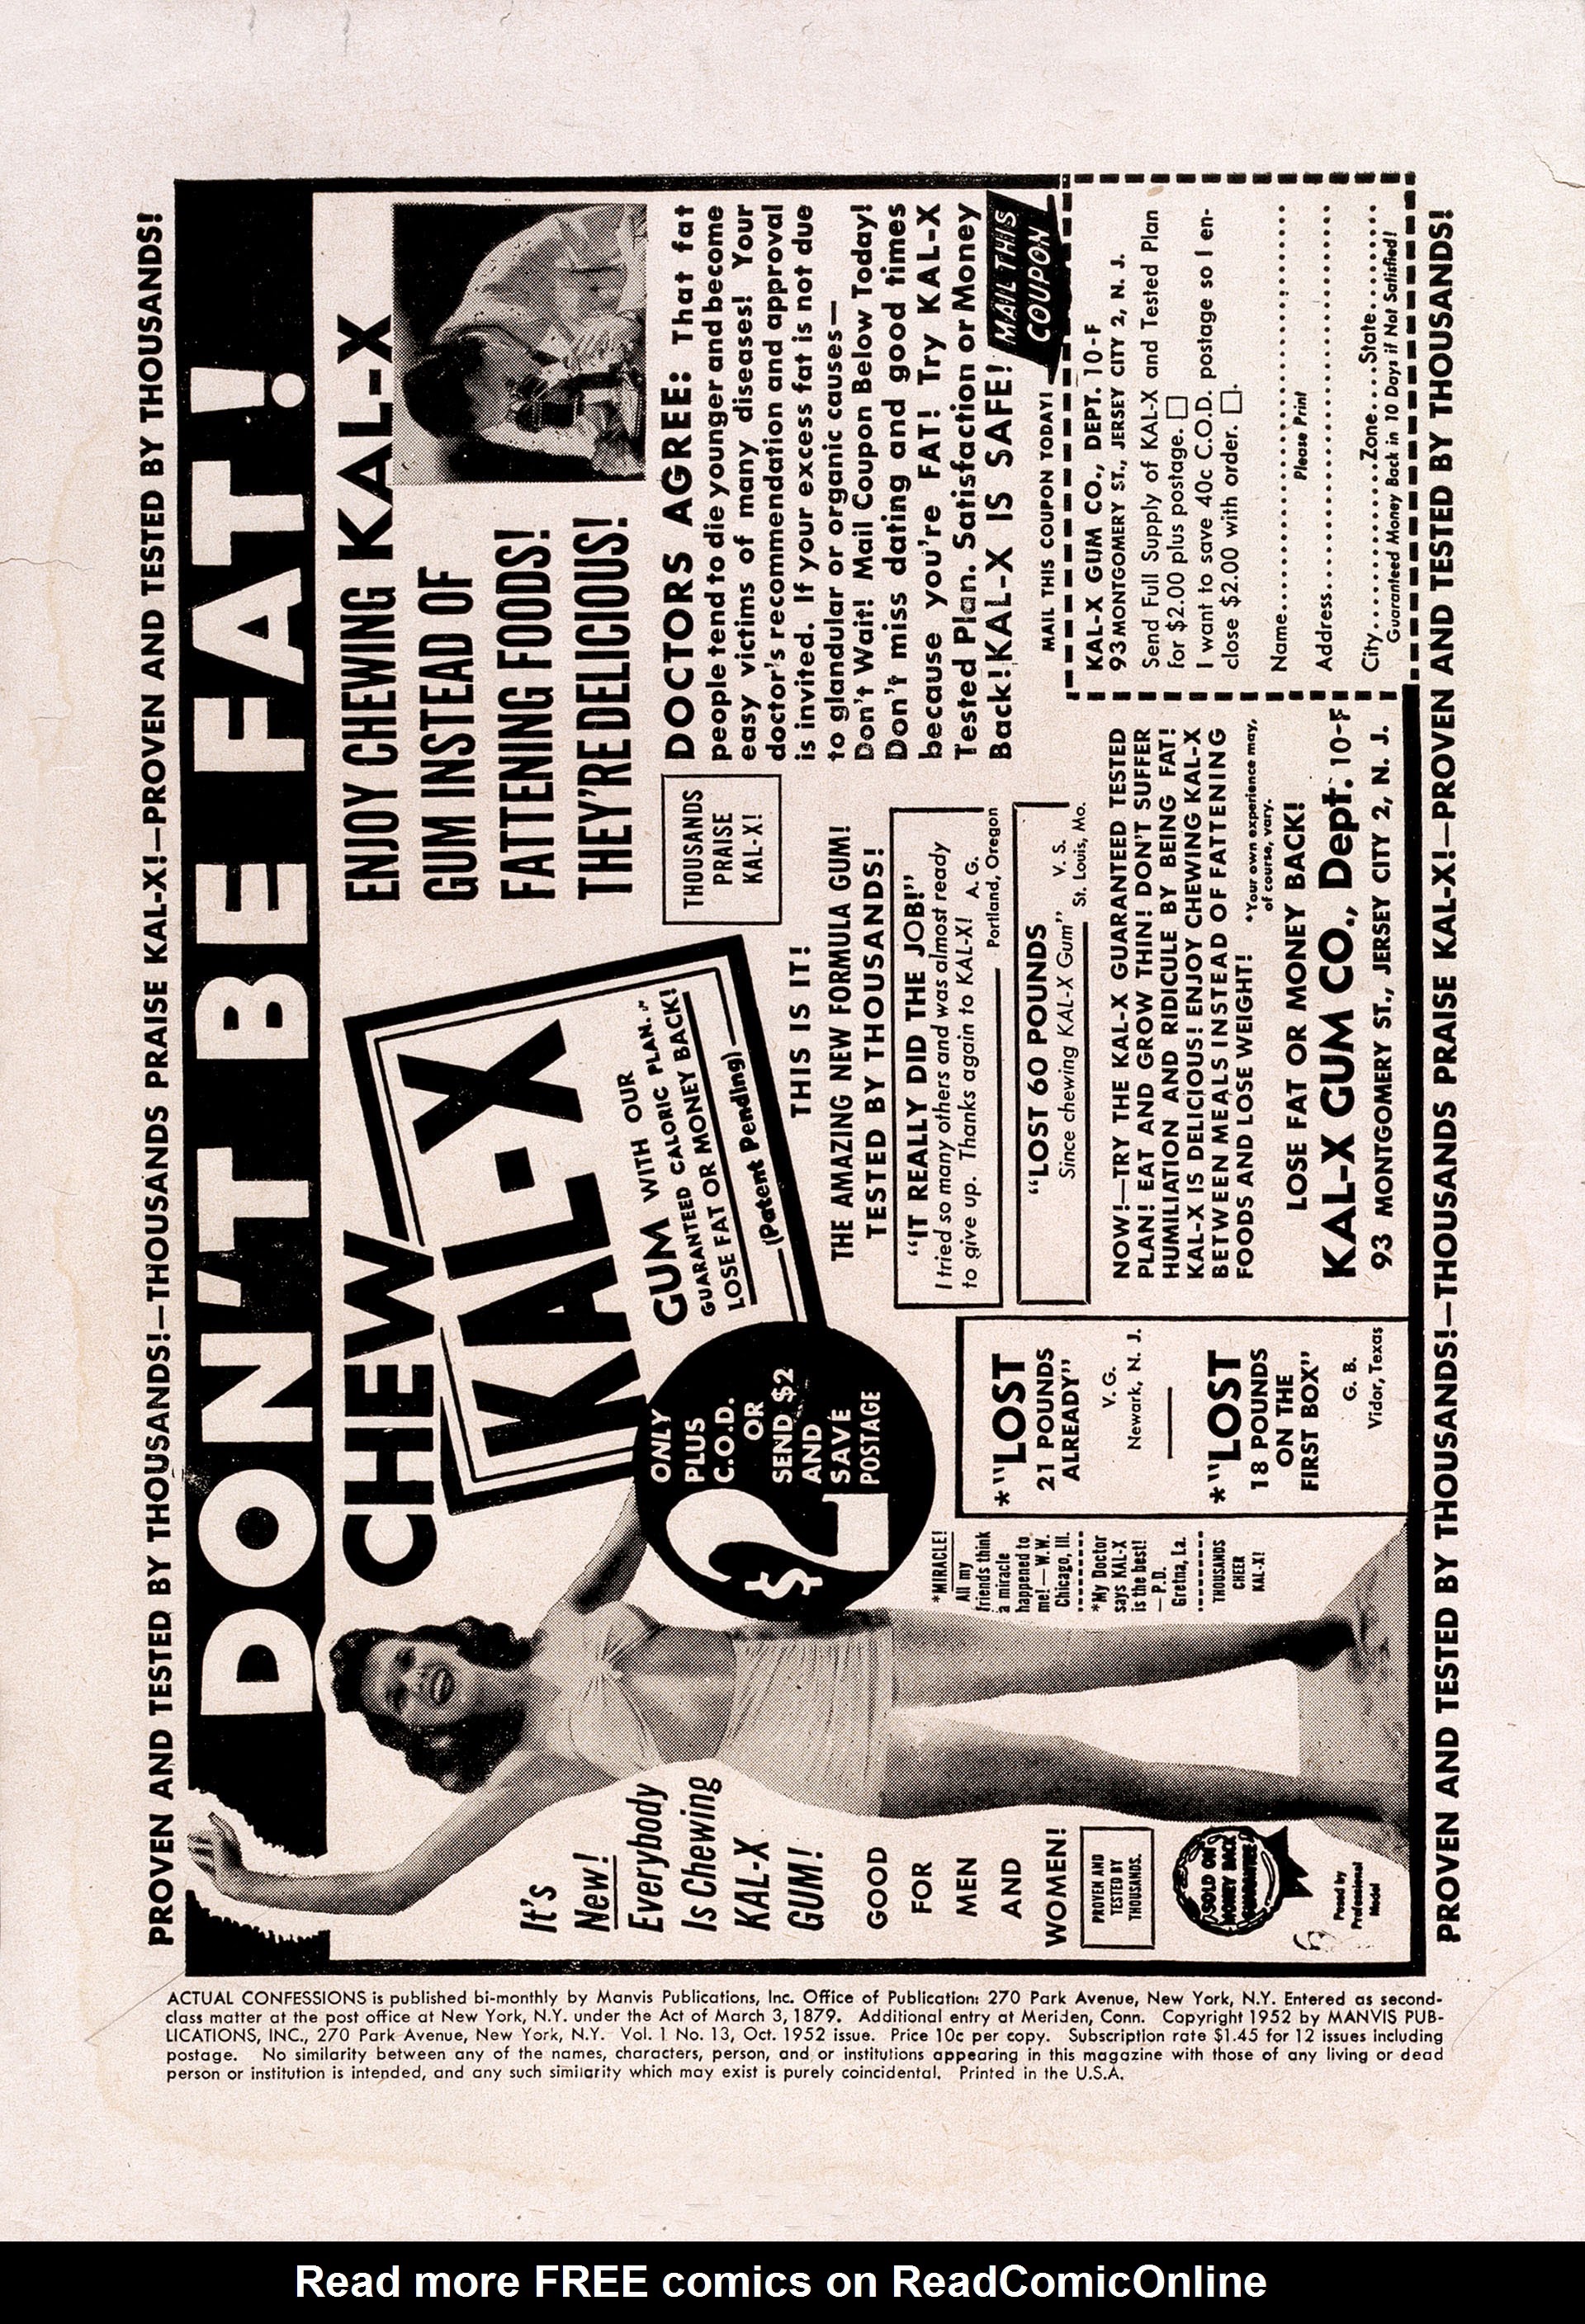 PROVEN AND TESTED BY THOUSANDS!—THOUSANDS PRAISE KAL-X!—PROVEN AND TESTED BY THOUSANDS!
DON'T BE FAT!
CHEW
KAL-X
GUM WITH OUR
GUARANTEED CALORIC PLAN.
LOSE FAT OR MONEY BACK!
(Patent Pending)
ENJOY CHEWING KAL-X
GUM INSTEAD OF
FATTENING FOODS!
THEY'RE DELICIOUS!
It's
New!
Everybody
Is Chewing
KAL-X
GUM!
GOOD
FOR
MEN
AND
WOMEN!
PROVEN AND
TESTED BY
THOUSANDS.
SOLD ON
MONEY BACK
GUARANTEE
Posed by
Professional
Model
$2
ONLY
PLUS
C.O.D.
OR
SEND $2
AND
SAVE
POSTAGE
*MIRACLE!
All my
friends think
a miracle
happened to
me!—W.W.
Chicago, Ill.
*My Doctor
says KAL-X
is the best!
—P.D.
Gretna, La.
THOUSANDS
CHEER
KAL-X!
*"LOST
21 POUNDS
ALREADY"
V. G.
Newark, N. J.
*"LOST
18 POUNDS
ON THE
FIRST BOX"
G. B.
Vidor, Texas
THIS IS IT!
THE AMAZING NEW FORMULA GUM!
TESTED BY THOUSANDS!
THOUSANDS
PRAISE
KAL-X!
"IT REALLY DID THE JOB!"
I tried so many others and was almost ready
to give up. Thanks again to KAL-X! A. G.
Portland, Oregon
"LOST 60 POUNDS
Since chewing KAL-X Gum" V. S.
St. Louis, Mo.
NOW!—TRY THE KAL-X GUARANTEED TESTED
PLAN! EAT AND GROW THIN! DON'T SUFFER
HUMILIATION AND RIDICULE BY BEING FAT!
KAL-X IS DELICIOUS! ENJOY CHEWING KAL-X
BETWEEN MEALS INSTEAD OF FATTENING
FOODS AND LOSE WEIGHT!
*Your own experience may,
of course, vary.
LOSE FAT OR MONEY BACK!
KAL-X GUM CO., Dept. 10-F
93 MONTGOMERY ST., JERSEY CITY 2, N. J.
DOCTORS AGREE: That fat
people tend to die younger and become
easy victims of many diseases! Your
doctor's recommendation and approval
is invited. If your excess fat is not due
to glandular or organic causes—
Don't Wait! Mail Coupon Below Today!
Don't miss dating and good times
because you're FAT! Try KAL-X
Tested Plan. Satisfaction or Money
Back! KAL-X IS SAFE!
MAIL THIS
COUPON
MAIL THIS COUPON TODAY!
KAL-X GUM CO., DEPT. 10-F
93 MONTGOMERY ST., JERSEY CITY 2, N. J.
Send Full Supply of KAL-X and Tested Plan
for $2.00 plus postage. □
I want to save 40c C.O.D. postage so I en-
close $2.00 with order. □.
Name
Please Print
Address
City Zone State
Guaranteed Money Back in 10 Days if Not Satisfied!
PROVEN AND TESTED BY THOUSANDS!—THOUSANDS PRAISE KAL-X!—PROVEN AND TESTED BY THOUSANDS!
ACTUAL CONFESSIONS is published bi-monthly by Manvis Publications, Inc. Office of Publication: 270 Park Avenue, New York, N.Y. Entered as second-
class matter at the post office at New York, N.Y. under the Act of March 3, 1879. Additional entry at Meriden, Conn. Copyright 1952 by MANVIS PUB-
LICATIONS, INC., 270 Park Avenue, New York, N.Y. Vol. 1 No. 13, Oct. 1952 issue. Price 10c per copy. Subscription rate $1.45 for 12 issues including
postage. No similarity between any of the names, characters, person, and or institutions appearing in this magazine with those of any living or dead
person or institution is intended, and any such similarity which may exist is purely coincidental. Printed in the U.S.A.
Read more FREE comics on ReadComicOnline